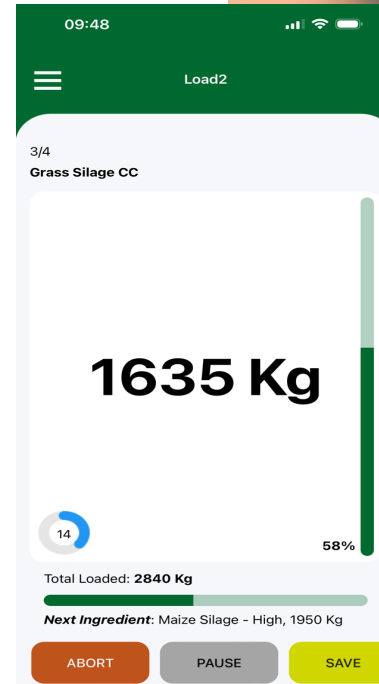 09:48
Load2
3/4
Grass Silage CC
1635 Kg
14
58%
Total Loaded: 2840 Kg
Next Ingredient: Maize Silage - High, 1950 Kg
ABORT PAUSE SAVE